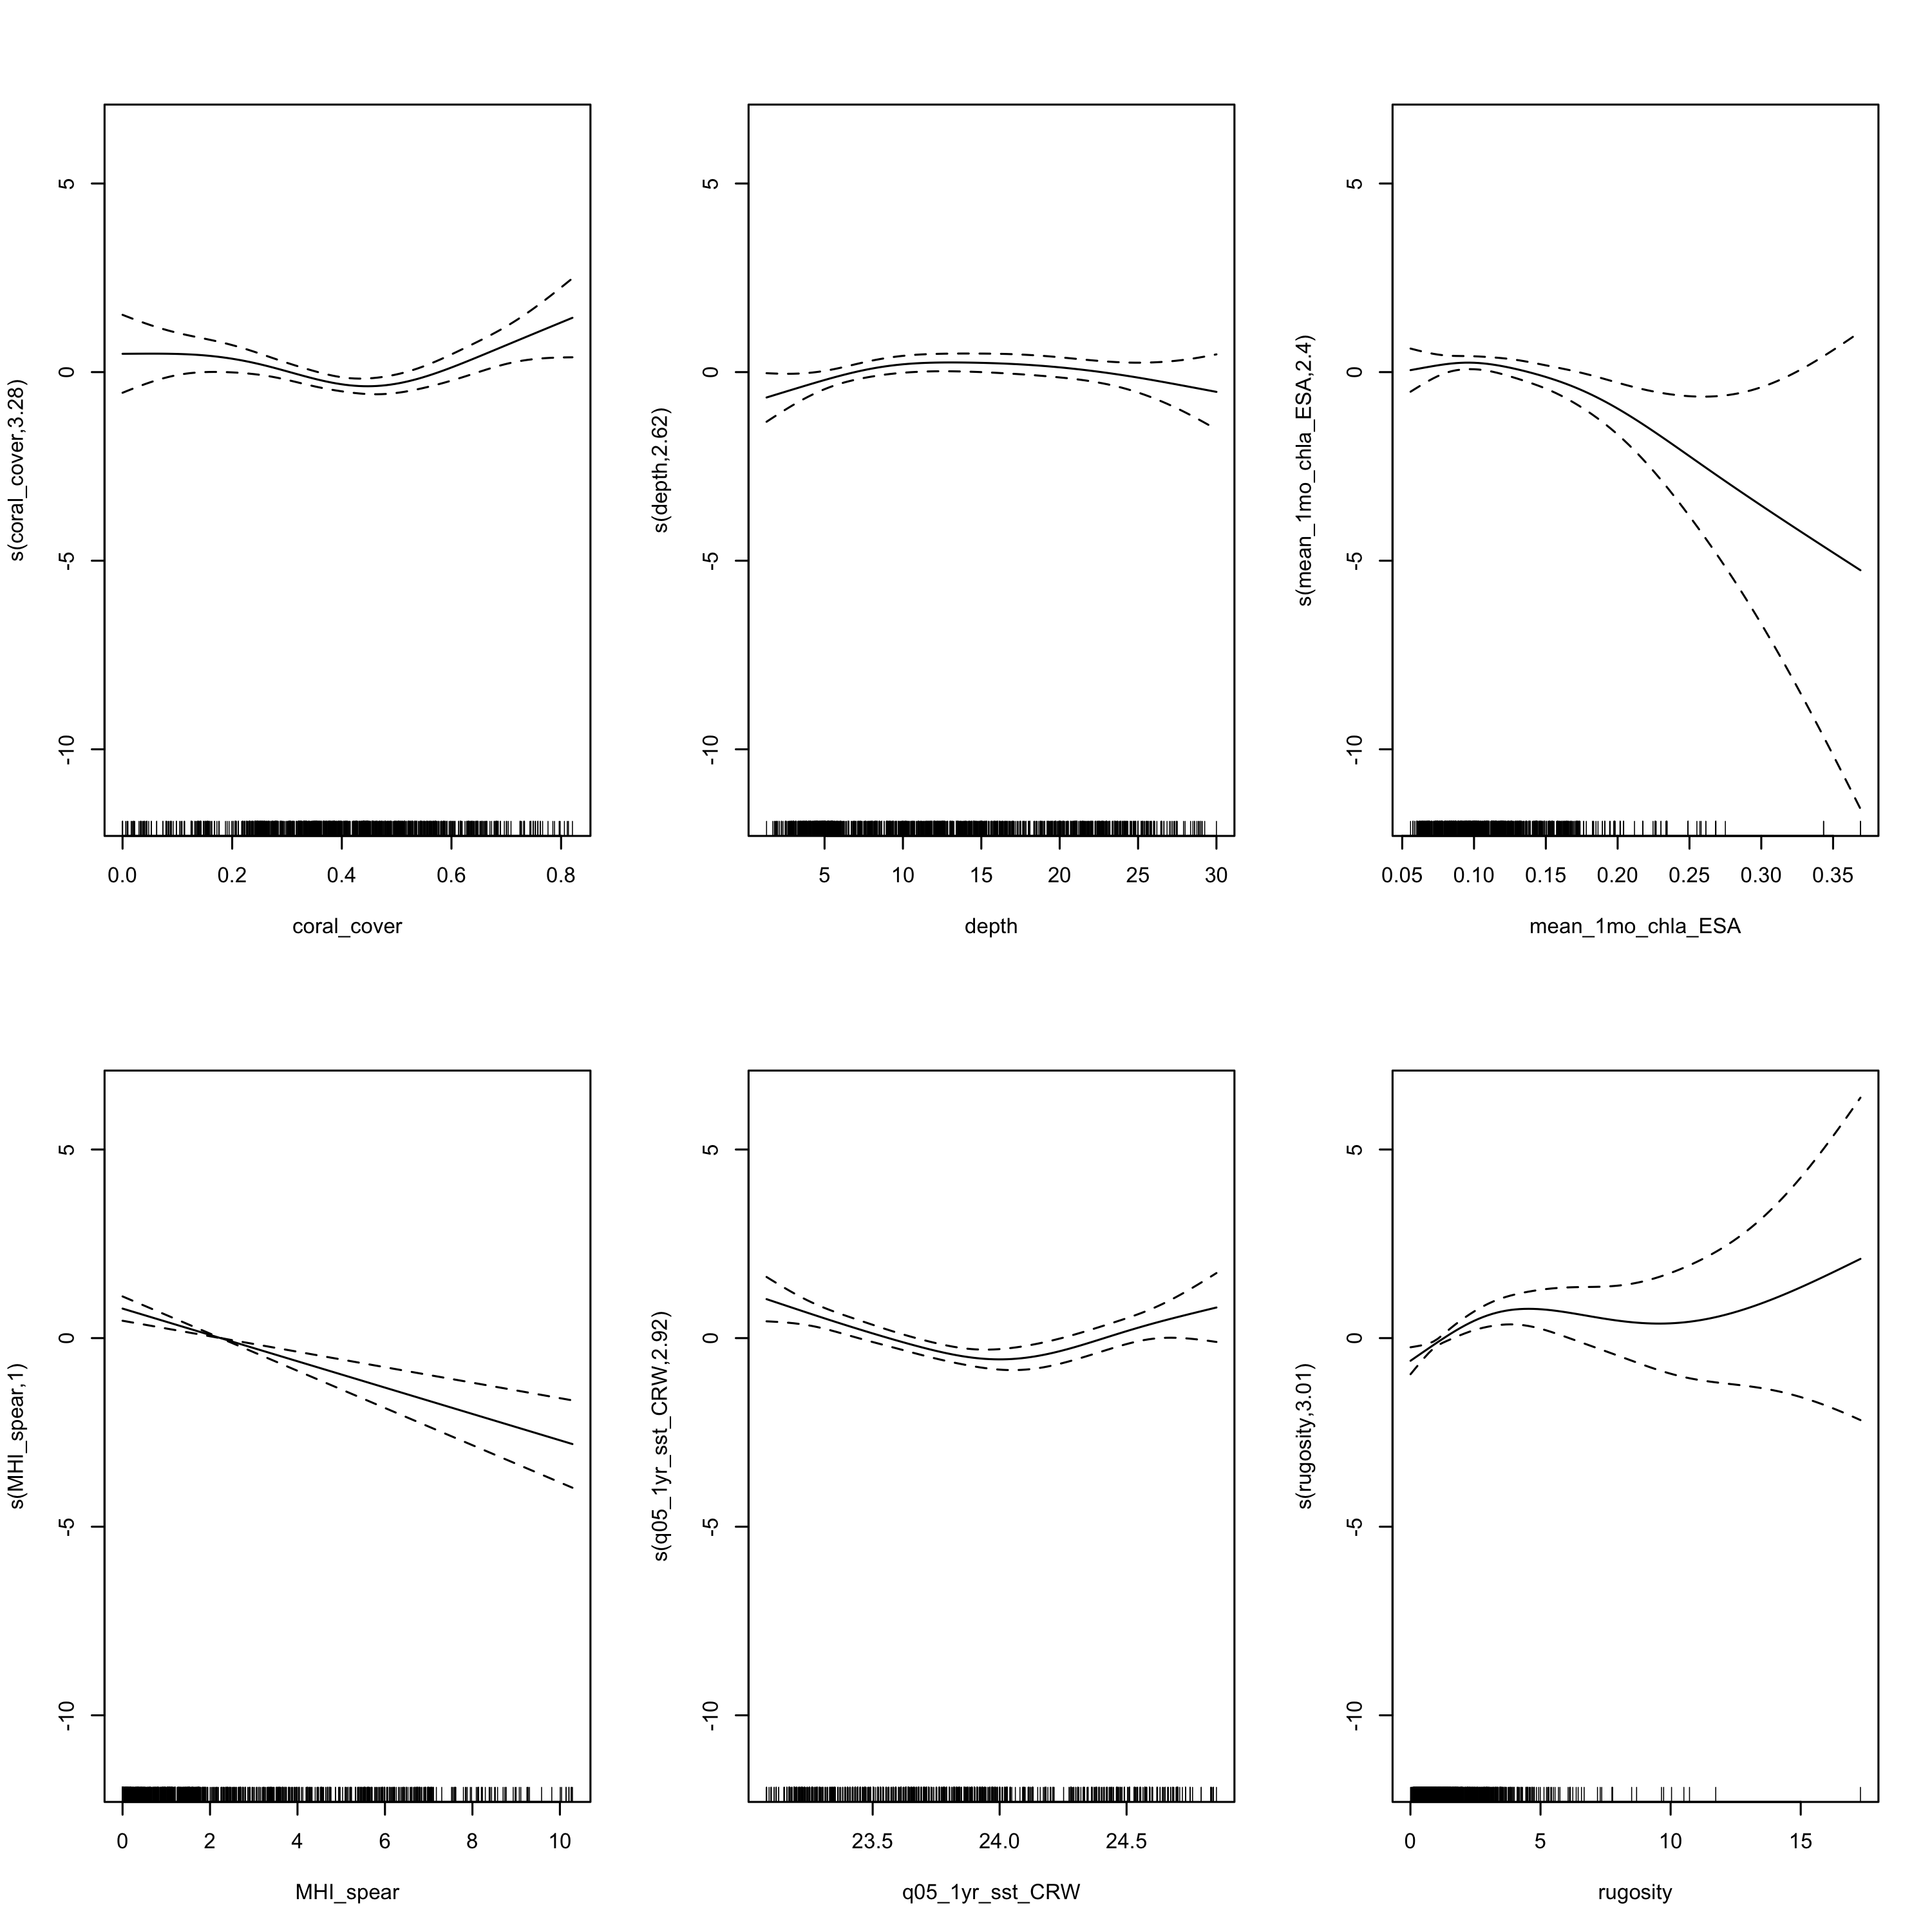 s(coral_cover,3.28)
5
0
-5
-10
0.0 0.2 0.4 0.6 0.8
coral_cover
s(depth,2.62)
5
0
-5
-10
5 10 15 20 25 30
depth
s(mean_1mo_chla_ESA,2.4)
5
0
-5
-10
0.05 0.10 0.15 0.20 0.25 0.30 0.35
mean_1mo_chla_ESA
s(MHI_spear,1)
5
0
-5
-10
0 2 4 6 8 10
MHI_spear
s(q05_1yr_sst_CRW,2.92)
5
0
-5
-10
23.5 24.0 24.5
q05_1yr_sst_CRW
s(rugosity,3.01)
5
0
-5
-10
0 5 10 15
rugosity